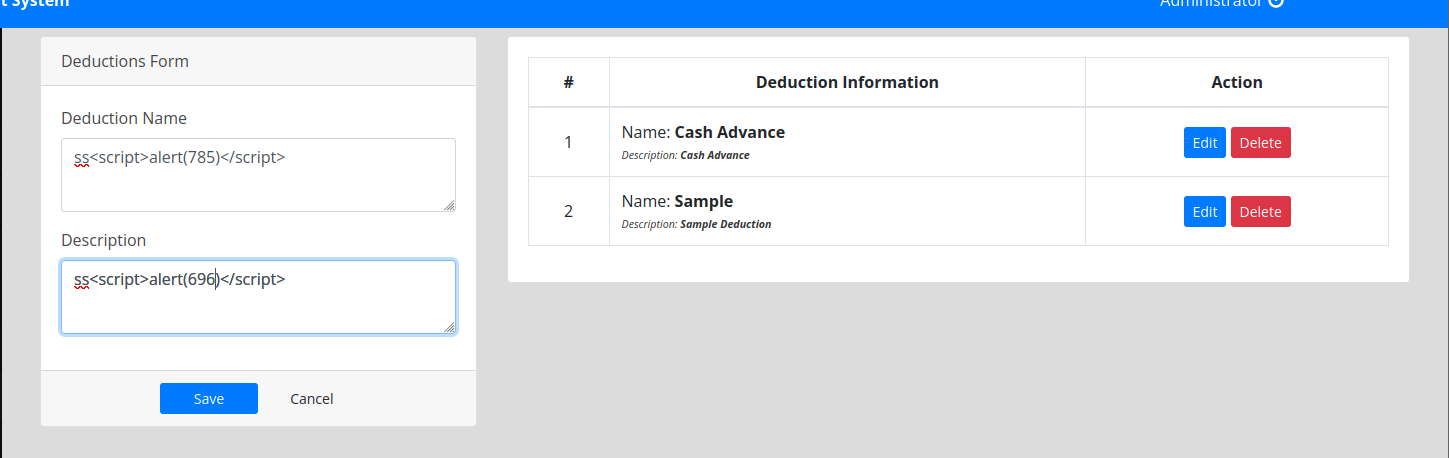 t System
Administrator
Deductions Form
Deduction Name
ss<script>alert(785)</script>
Description
ss<script>alert(696)</script>
Save Cancel
# Deduction Information Action
1 Name: Cash Advance Edit Delete
Description: Cash Advance
2 Name: Sample Edit Delete
Description: Sample Deduction